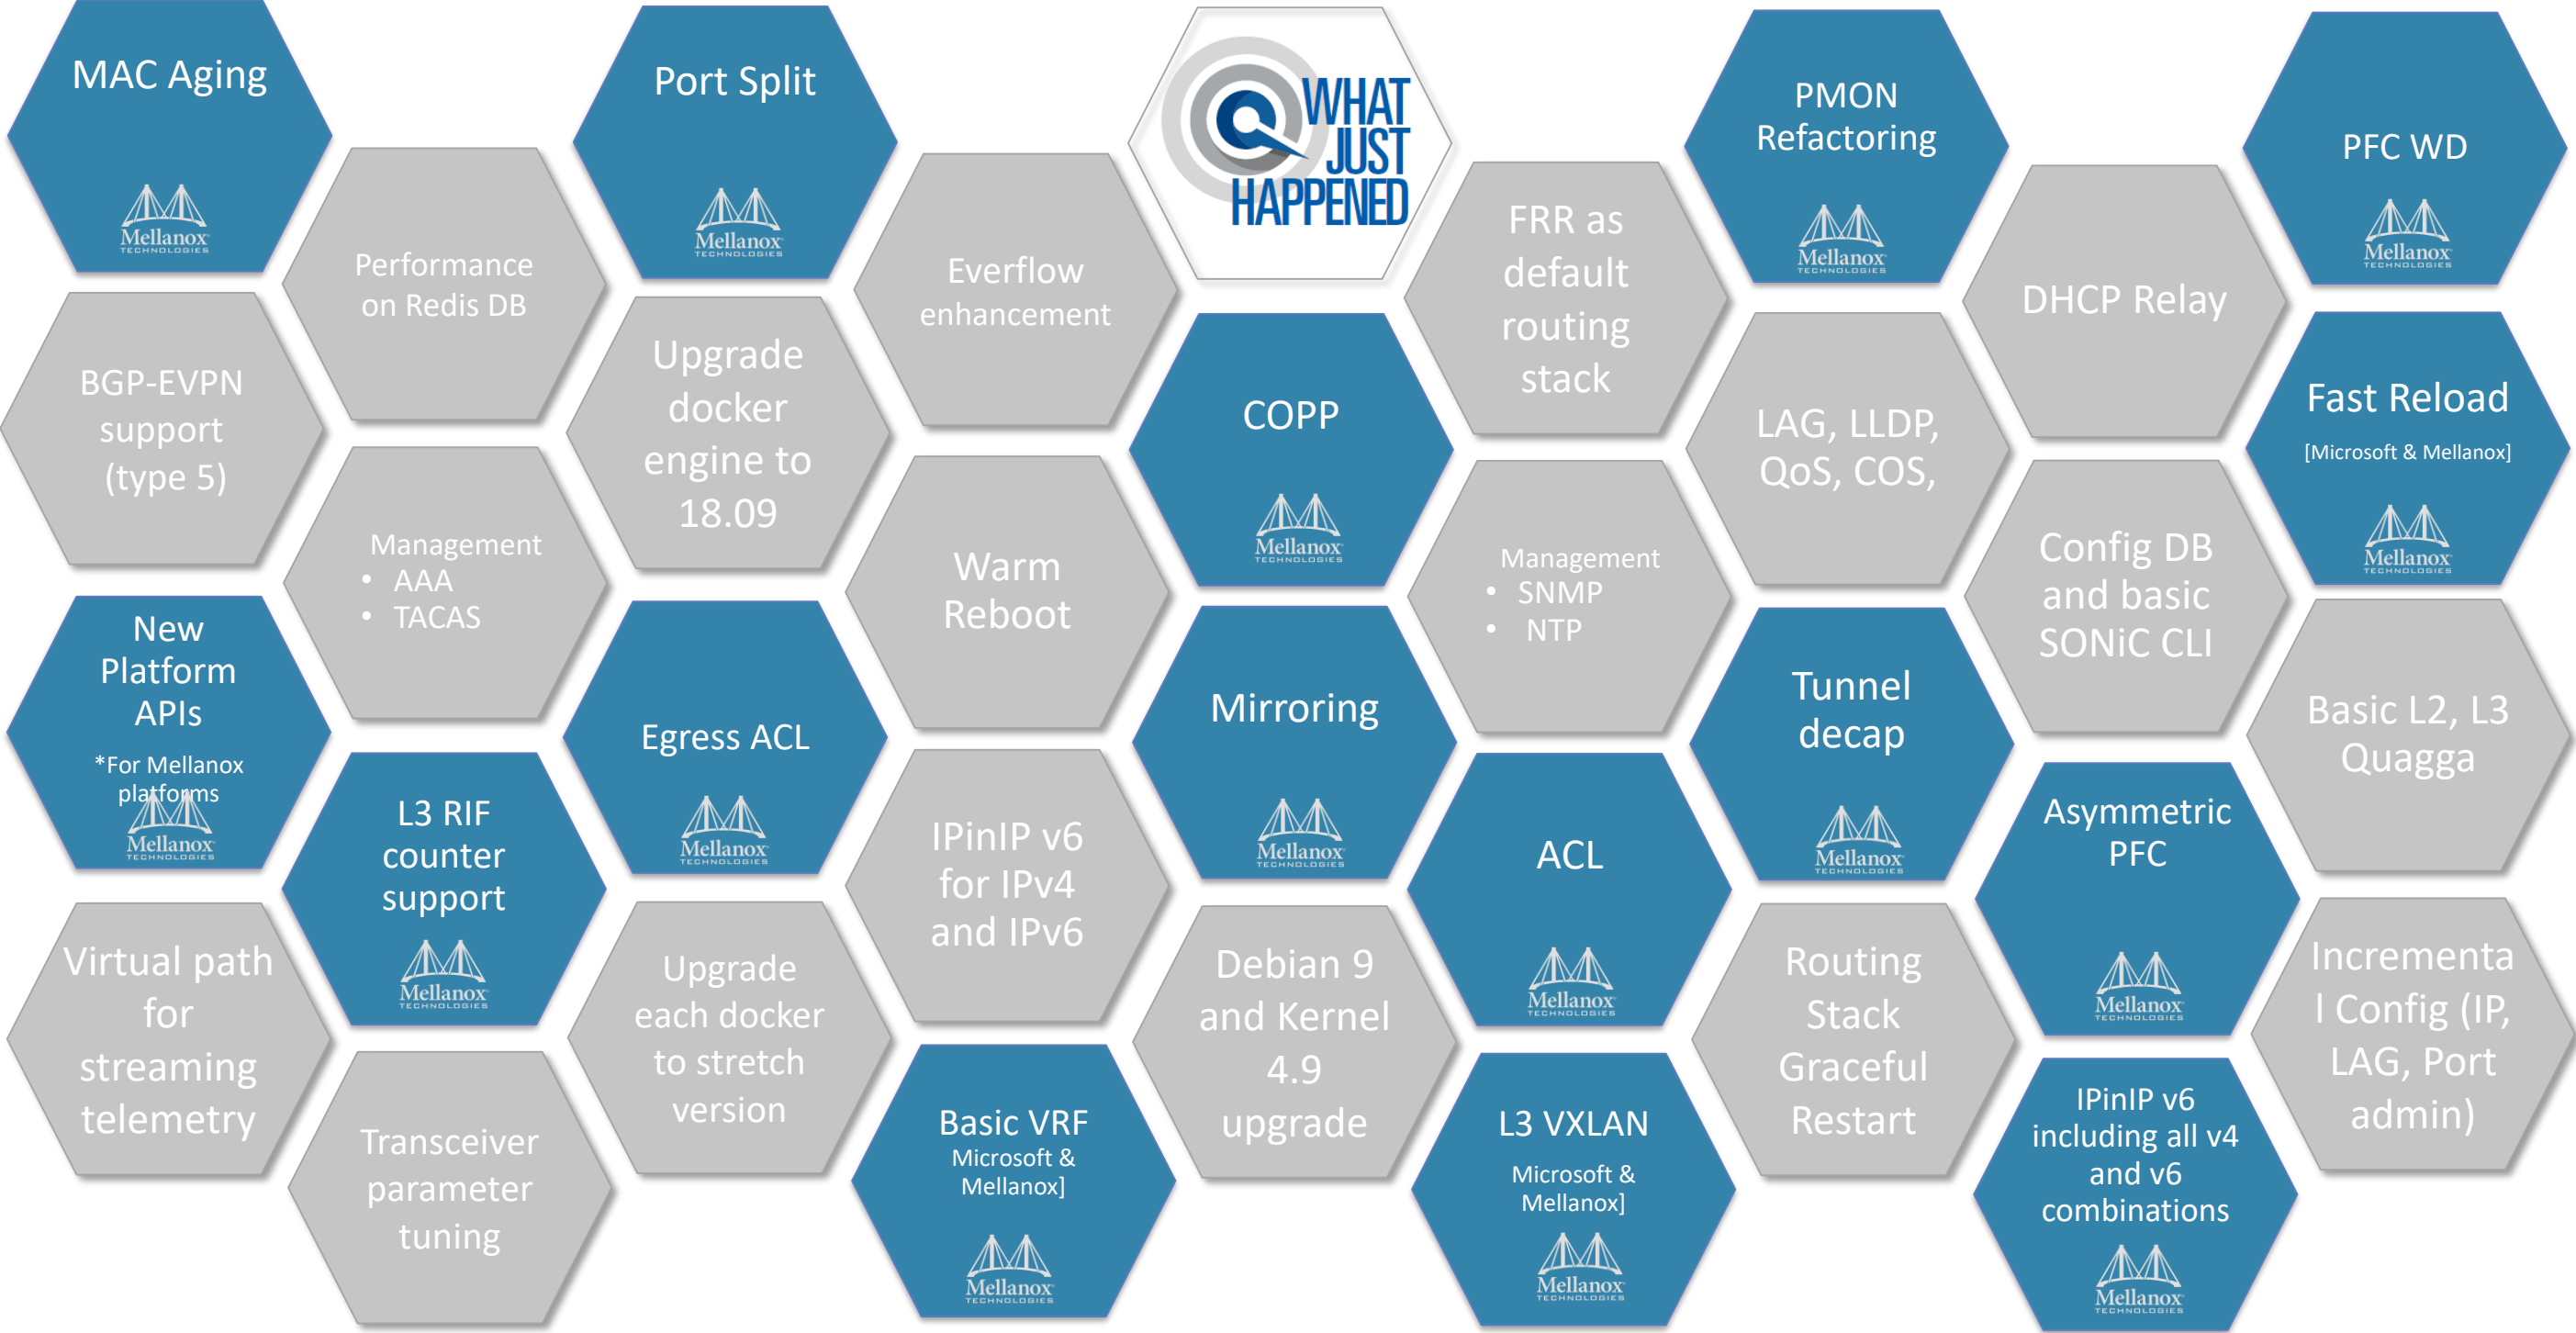 MAC Aging
Mellanox
TECHNOLOGIES
Port Split
Mellanox
TECHNOLOGIES
WHAT
JUST
HAPPENED
PMON
Refactoring
Mellanox
TECHNOLOGIES
PFC WD
Mellanox
TECHNOLOGIES
Performance
on Redis DB
Everflow
enhancement
FRR as
default
routing
stack
DHCP Relay
BGP-EVPN
support
(type 5)
Upgrade
docker
engine to
18.09
COPP
Mellanox
TECHNOLOGIES
LAG, LLDP,
QoS, COS,
Fast Reload
[Microsoft & Mellanox]
Mellanox
TECHNOLOGIES
Management
• AAA
• TACAS
Warm
Reboot
Management
• SNMP
• NTP
Config DB
and basic
SONiC CLI
New
Platform
APIs
*For Mellanox
platforms
Mellanox
TECHNOLOGIES
Egress ACL
Mellanox
TECHNOLOGIES
Mirroring
Mellanox
TECHNOLOGIES
Tunnel
decap
Mellanox
TECHNOLOGIES
Basic L2, L3
Quagga
L3 RIF
counter
support
Mellanox
TECHNOLOGIES
IPinIP v6
for IPv4
and IPv6
ACL
Mellanox
TECHNOLOGIES
Asymmetric
PFC
Mellanox
TECHNOLOGIES
Virtual path
for
streaming
telemetry
Upgrade
each docker
to stretch
version
Debian 9
and Kernel
4.9
upgrade
Routing
Stack
Graceful
Restart
Incrementa
l Config (IP,
LAG, Port
admin)
Transceiver
parameter
tuning
Basic VRF
Microsoft &
Mellanox]
Mellanox
TECHNOLOGIES
L3 VXLAN
Microsoft &
Mellanox]
Mellanox
TECHNOLOGIES
IPinIP v6
including all v4
and v6
combinations
Mellanox
TECHNOLOGIES